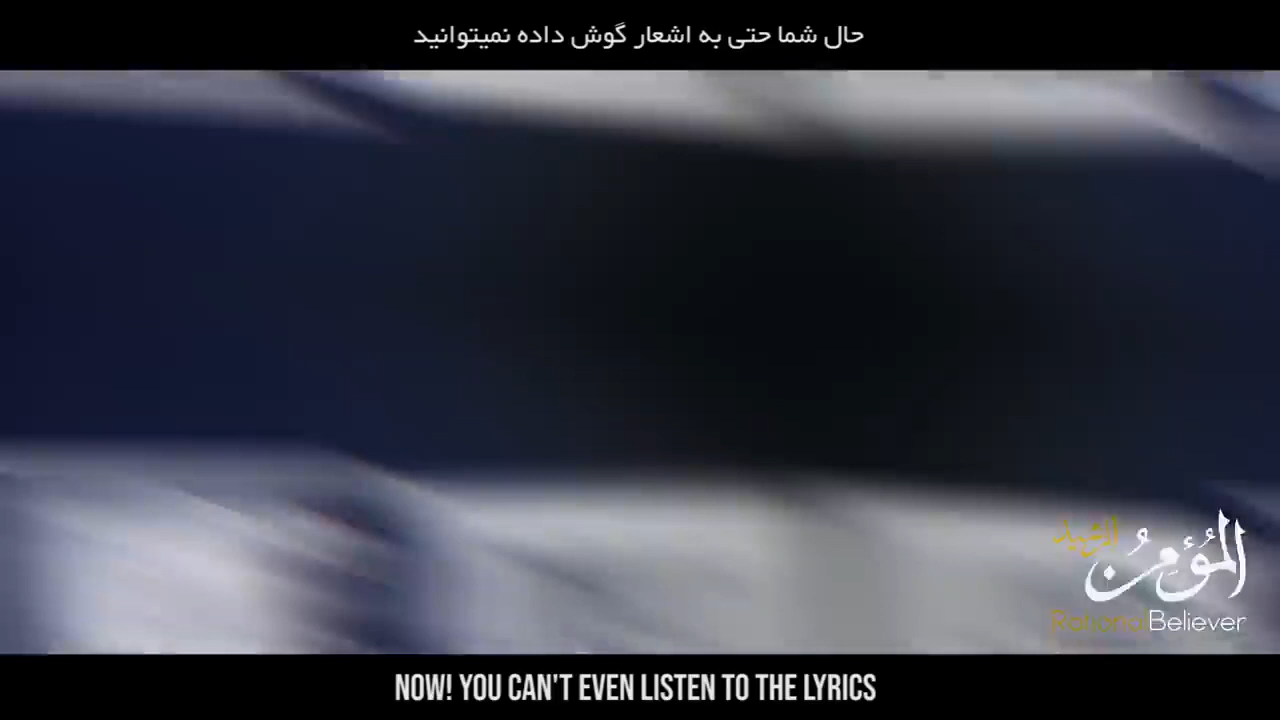 حال شما حتی به اشعار گوش داده نمیتوانید
المؤمن
الرشيد
RationalBeliever
NOW! YOU CAN'T EVEN LISTEN TO THE LYRICS